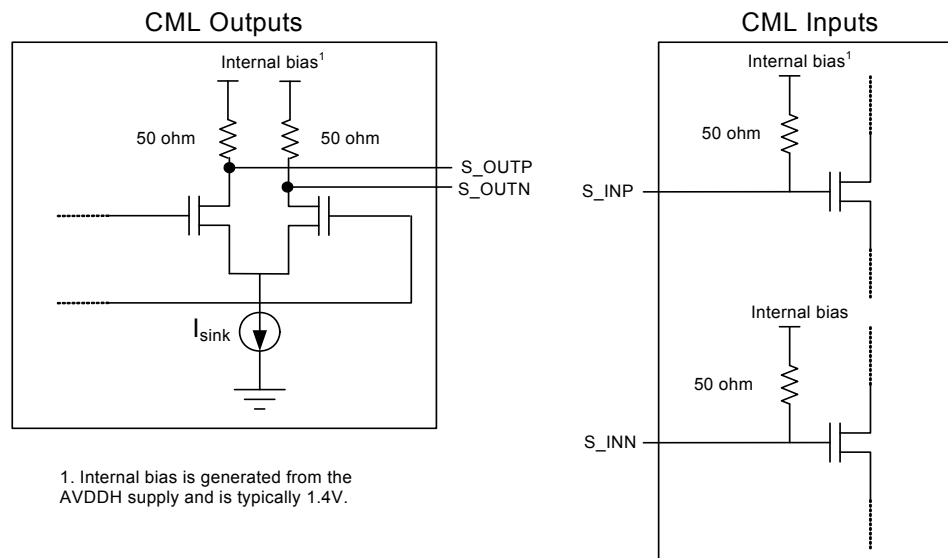 CML Outputs
Internal bias¹
50 ohm
50 ohm
S_OUTP
S_OUTN
Isink
1. Internal bias is generated from the
AVDDH supply and is typically 1.4V.
CML Inputs
Internal bias¹
50 ohm
S_INP
Internal bias
50 ohm
S_INN